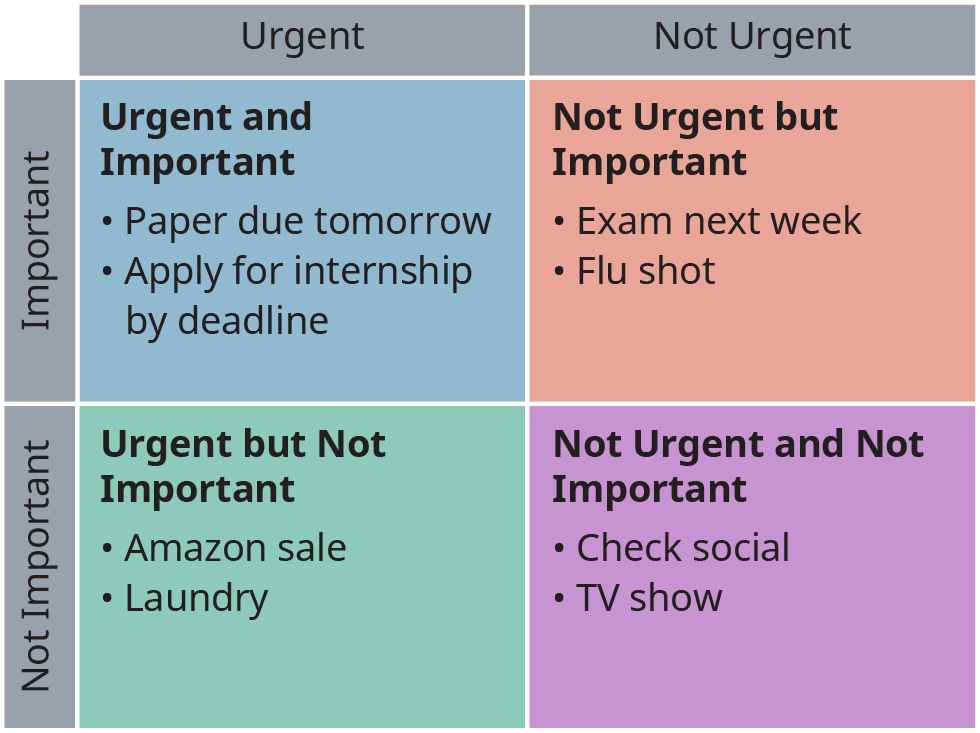 Urgent
Not Urgent
Important
Urgent and
Important
• Paper due tomorrow
• Apply for internship
by deadline
Not Urgent but
Important
• Exam next week
• Flu shot
Not Important
Urgent but Not
Important
• Amazon sale
• Laundry
Not Urgent and Not
Important
• Check social
• TV show